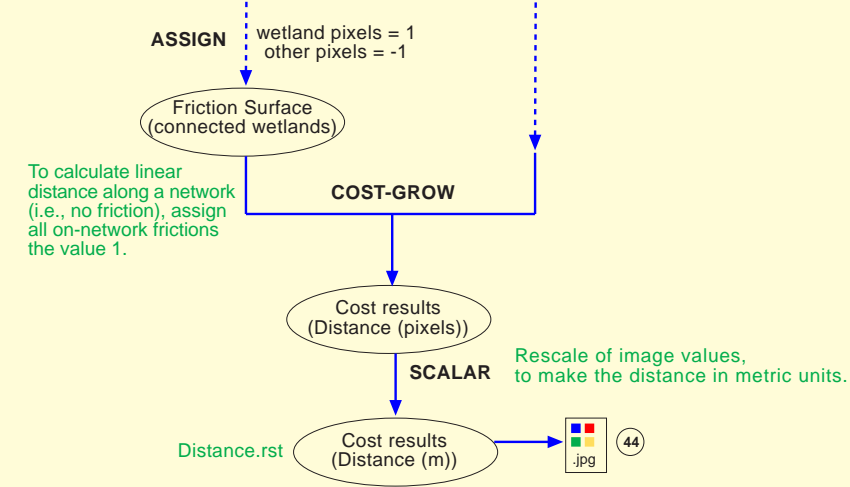 ASSIGN
wetland pixels = 1
other pixels = -1
Friction Surface
(connected wetlands)
To calculate linear
distance along a network
(i.e., no friction), assign
all on-network frictions
the value 1.
COST-GROW
Cost results
(Distance (pixels))
SCALAR
Rescale of image values,
to make the distance in metric units.
Distance.rst
Cost results
(Distance (m))
.jpg
44